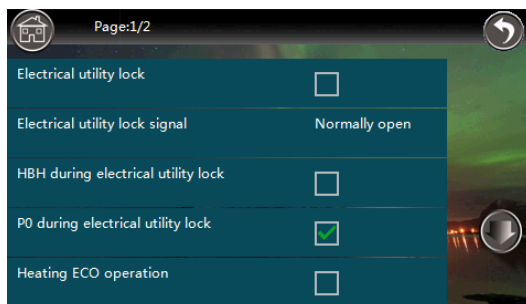 Page:1/2
Electrical utility lock
Electrical utility lock signal Normally open
HBH during electrical utility lock
P0 during electrical utility lock
Heating ECO operation